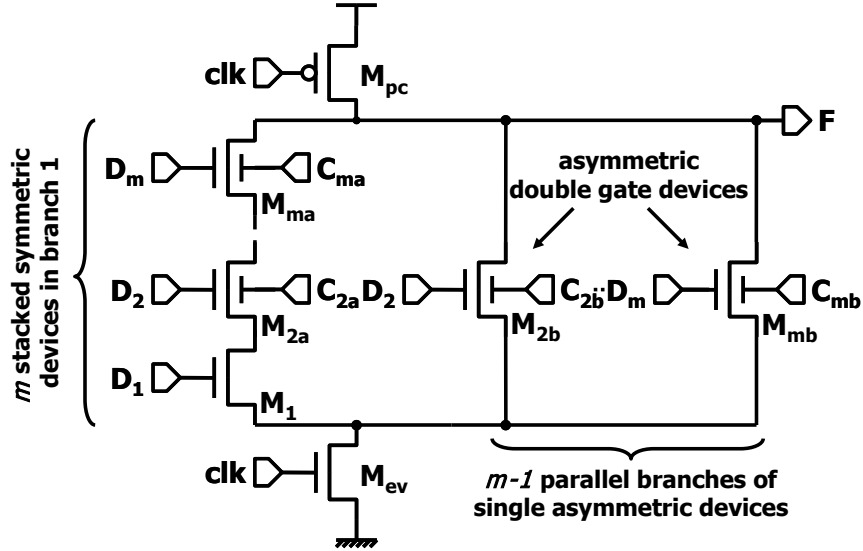 clk
M_pc
F
D_m
C_ma
M_ma
asymmetric
double gate devices
m stacked symmetric
devices in branch 1
D_2
C_2a
M_2a
D_2
C_2b
M_2b
..
D_m
C_mb
M_mb
D_1
M_1
clk
M_ev
m-1 parallel branches of
single asymmetric devices